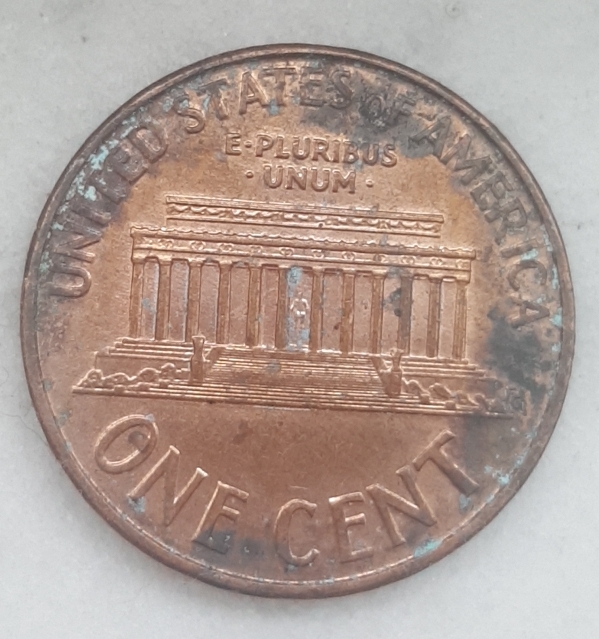 UNITED STATES OF AMERICA
E·PLURIBUS
·UNUM·
ONE CENT